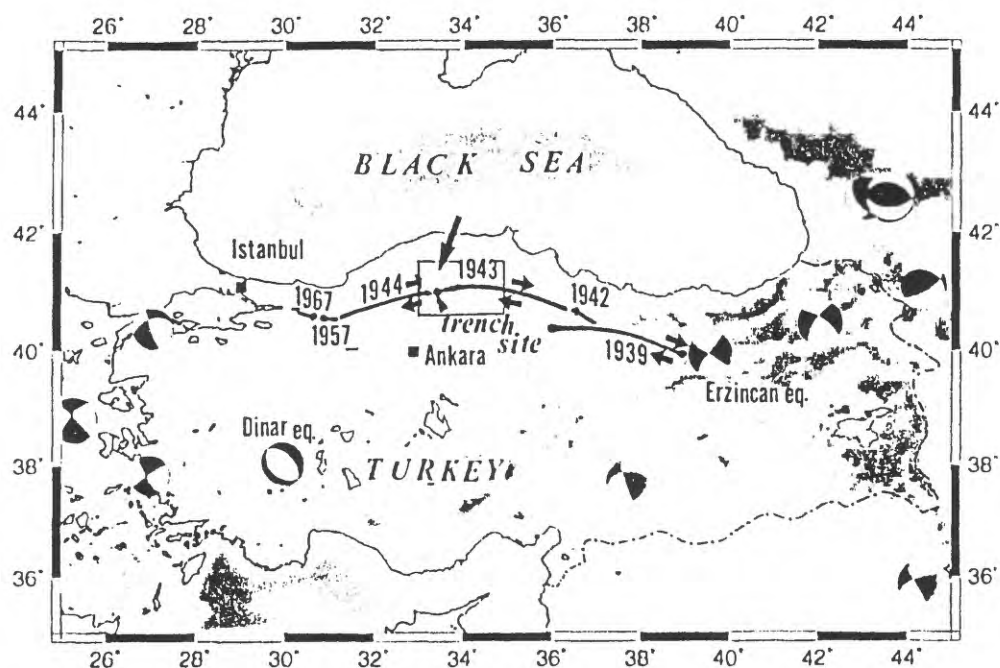 26° 28° 30° 32° 34° 36° 38° 40° 42° 44°
44° 44°
BLACK SEA
42° 42°
Istanbul
1967 1944 1943 1942
1957 trench
site
40° Ankara 1939 40°
Erzincan eq.
Dinar eq.
38° TURKEY 38°
36° 36°
26° 28° 30° 32° 34° 36° 38° 40° 42° 44°